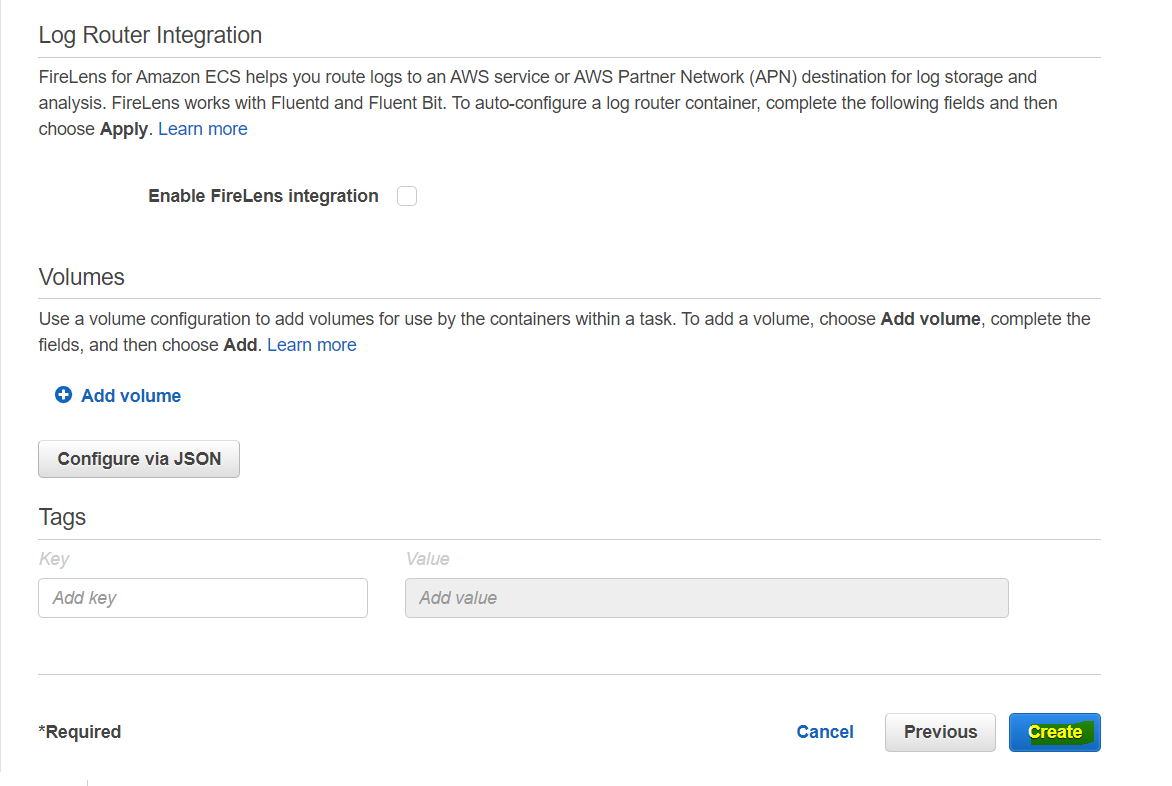 Log Router Integration
FireLens for Amazon ECS helps you route logs to an AWS service or AWS Partner Network (APN) destination for log storage and
analysis. FireLens works with Fluentd and Fluent Bit. To auto-configure a log router container, complete the following fields and then
choose Apply. Learn more
Enable FireLens integration
Volumes
Use a volume configuration to add volumes for use by the containers within a task. To add a volume, choose Add volume, complete the
fields, and then choose Add. Learn more
Add volume
Configure via JSON
Tags
Key Value
Add key Add value
*Required Cancel Previous Create